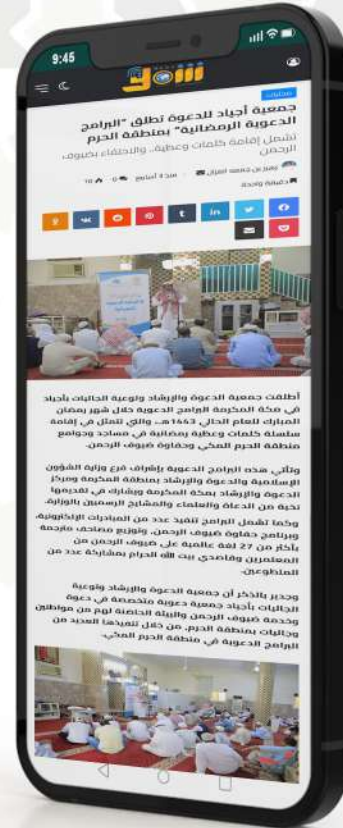 9:45
محليات
جمعية أجياد للدعوة تطلق "البرامج
الدعوية الرمضانية" بمنطقة الحرم
تشمل إقامة كلمات وعظية.. والاحتفاء بضيوف
الرحمن
منذ 4 أسابيع 0
دقيقة واحدة
أطلقت جمعية الدعوة والإرشاد وتوعية الجاليات بأجياد
في مكة المكرمة البرامج الدعوية خلال شهر رمضان
المبارك للعام الحالي 1443هـ، والتي تتمثل في إقامة
سلسلة كلمات وعظية رمضانية في مساجد وجوامع
منطقة الحرم المكي وحفاوة ضيوف الرحمن.
وتأتي هذه البرامج الدعوية بإشراف فرع وزارة الشؤون
الإسلامية والدعوة والإرشاد بمنطقة المكرمة ومركز
الدعوة والإرشاد بمكة المكرمة ويشارك في تقديمها
نخبة من الدعاة والعلماء والمشايخ الرسميين بالوزارة.
وكما تشمل البرامج تنفيذ عدد من المبادرات الإلكترونية،
وبرنامج حفاوة ضيوف الرحمن، وتوزيع مصاحف مترجمة
بأكثر من 27 لغة عالمية على ضيوف الرحمن من
المعتمرين وقاصدي بيت الله الحرام بمشاركة عدد من
المتطوعين.
وجدير بالذكر أن جمعية الدعوة والإرشاد وتوعية
الجاليات بأجياد جمعية دعوية متخصصة في دعوة
وخدمة ضيوف الرحمن والبيئة الحاضنة لهم من مواطنين
وجاليات بمنطقة الحرم، من خلال تنفيذها العديد من
البرامج الدعوية في منطقة الحرم المكي.